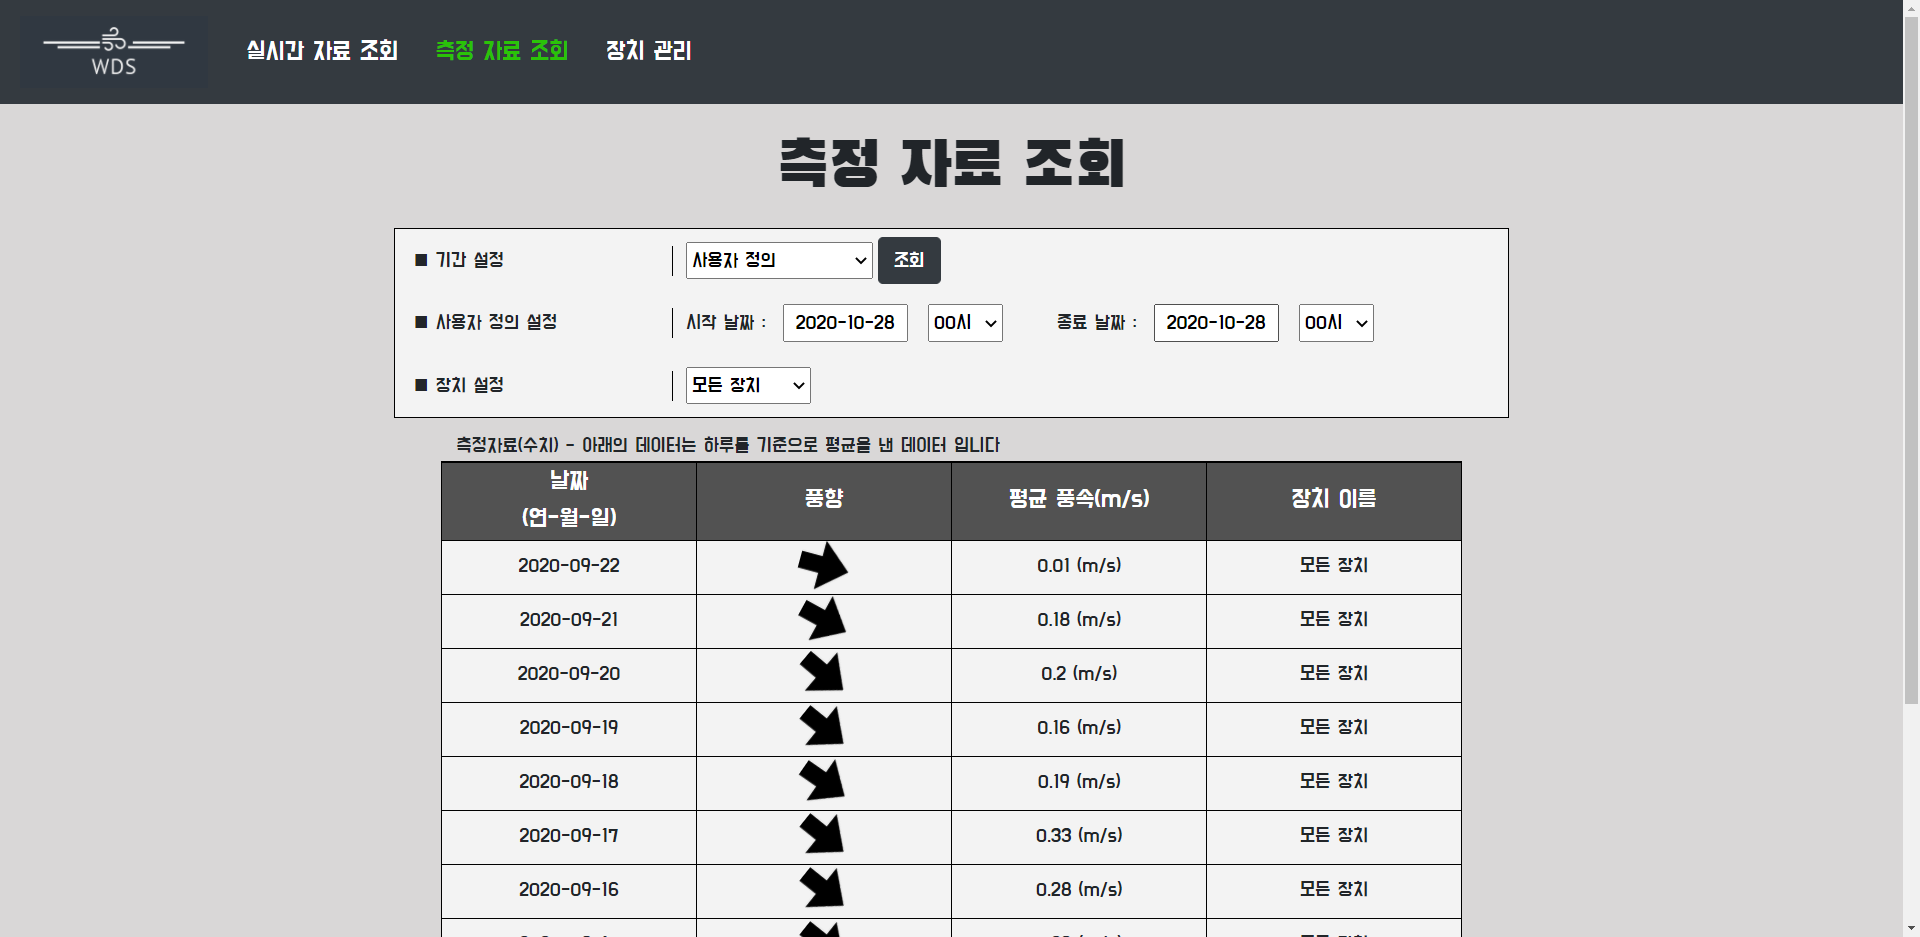 WDS
실시간 자료 조회
측정 자료 조회
장치 관리
측정 자료 조회
■ 기간 설정
사용자 정의
조회
■ 사용자 정의 설정
시작 날짜 :
2020-10-28
00시
종료 날짜 :
2020-10-28
00시
■ 장치 설정
모든 장치
측정자료(수치) - 아래의 데이터는 하루를 기준으로 평균을 낸 데이터 입니다
날짜
(연-월-일)
풍향
평균 풍속(m/s)
장치 이름
2020-09-22
0.01 (m/s)
모든 장치
2020-09-21
0.18 (m/s)
모든 장치
2020-09-20
0.2 (m/s)
모든 장치
2020-09-19
0.16 (m/s)
모든 장치
2020-09-18
0.19 (m/s)
모든 장치
2020-09-17
0.33 (m/s)
모든 장치
2020-09-16
0.28 (m/s)
모든 장치